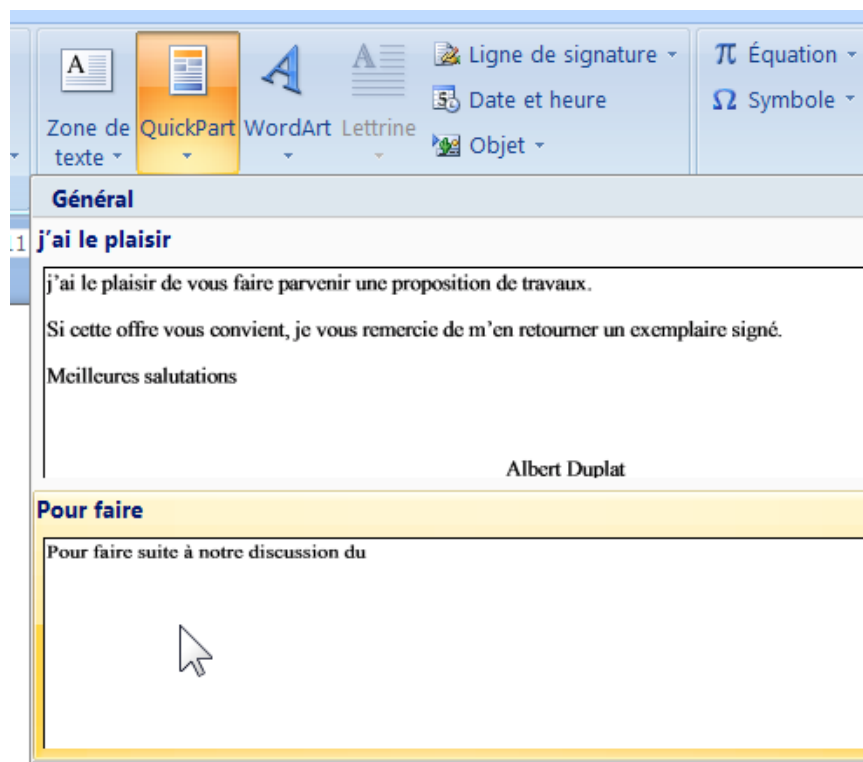 Zone de texte
QuickPart
WordArt
Lettrine
Ligne de signature
Date et heure
Objet
π Équation
Ω Symbole
Général
11
j'ai le plaisir
j'ai le plaisir de vous faire parvenir une proposition de travaux.
Si cette offre vous convient, je vous remercie de m'en retourner un exemplaire signé.
Meilleures salutations
Albert Duplat
Pour faire
Pour faire suite à notre discussion du